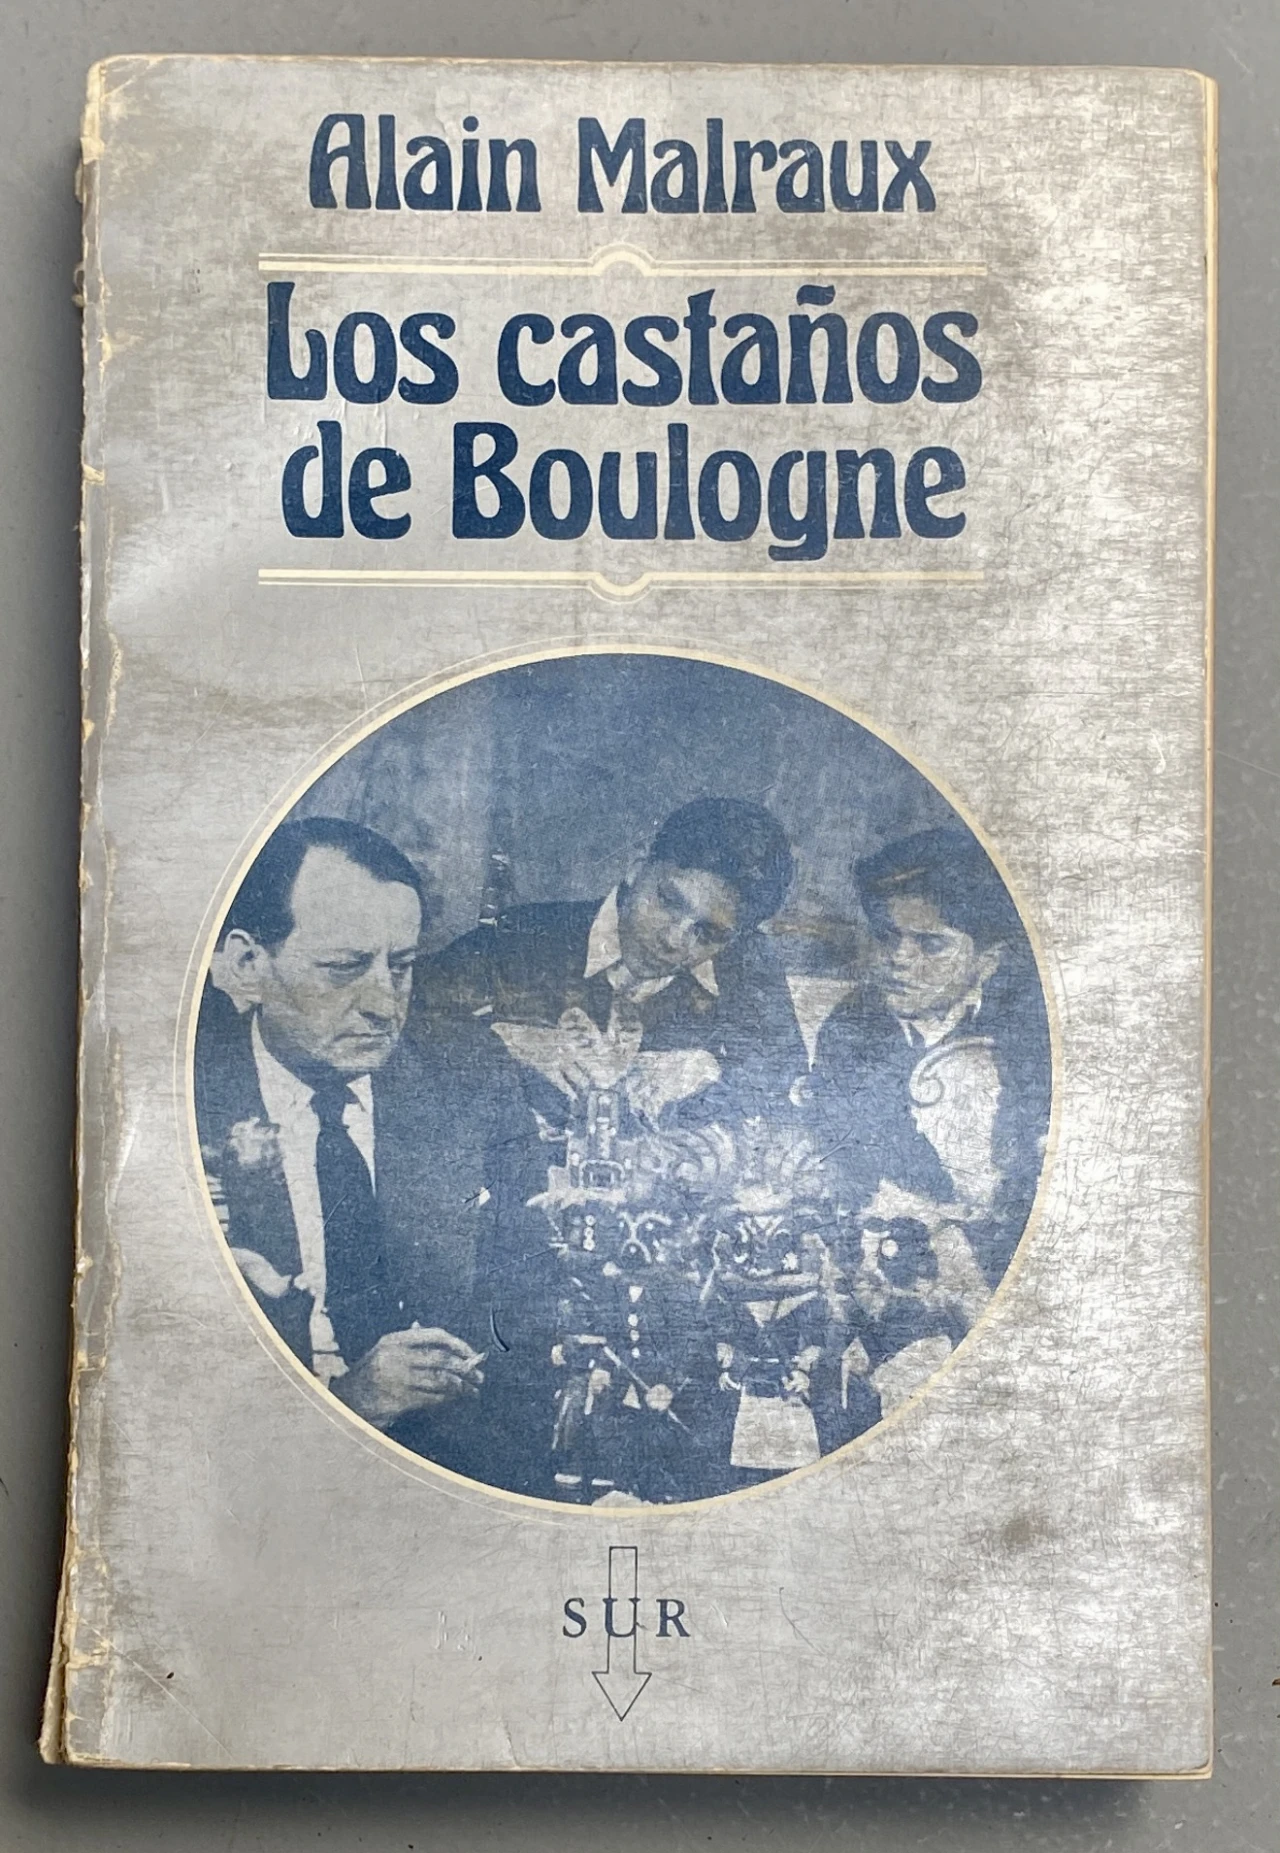 Alain Malraux
Los castaños
de Boulogne
SUR